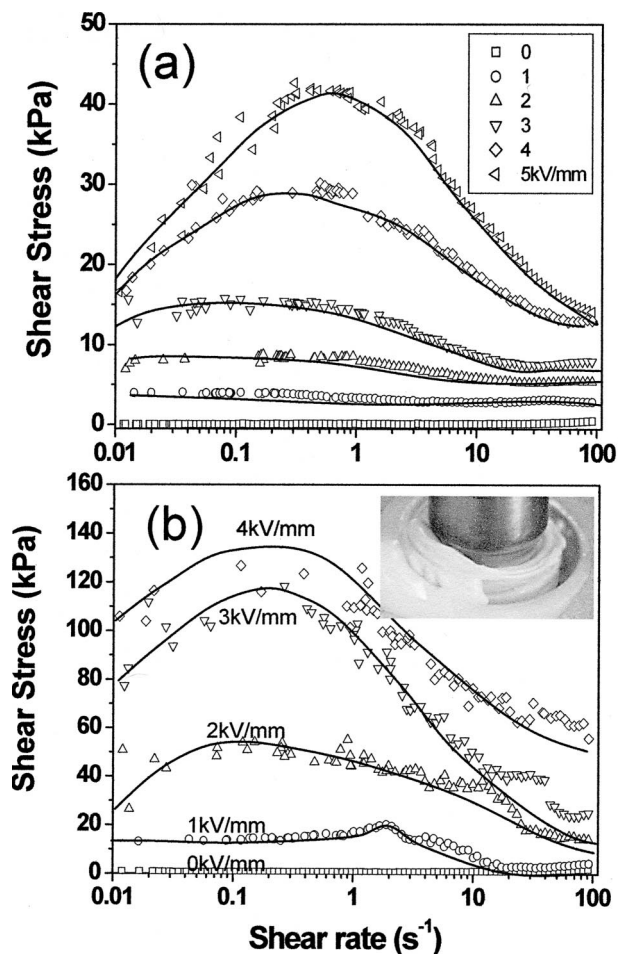 50
40
30
20
10
0
Shear Stress (kPa)
(a)
0
1
2
3
4
5kV/mm
0.01
0.1
1
10
100
160
140
120
100
80
60
40
20
0
Shear Stress (kPa)
(b)
4kV/mm
3kV/mm
2kV/mm
1kV/mm
0kV/mm
0.01
0.1
1
10
100
Shear rate (s⁻¹)